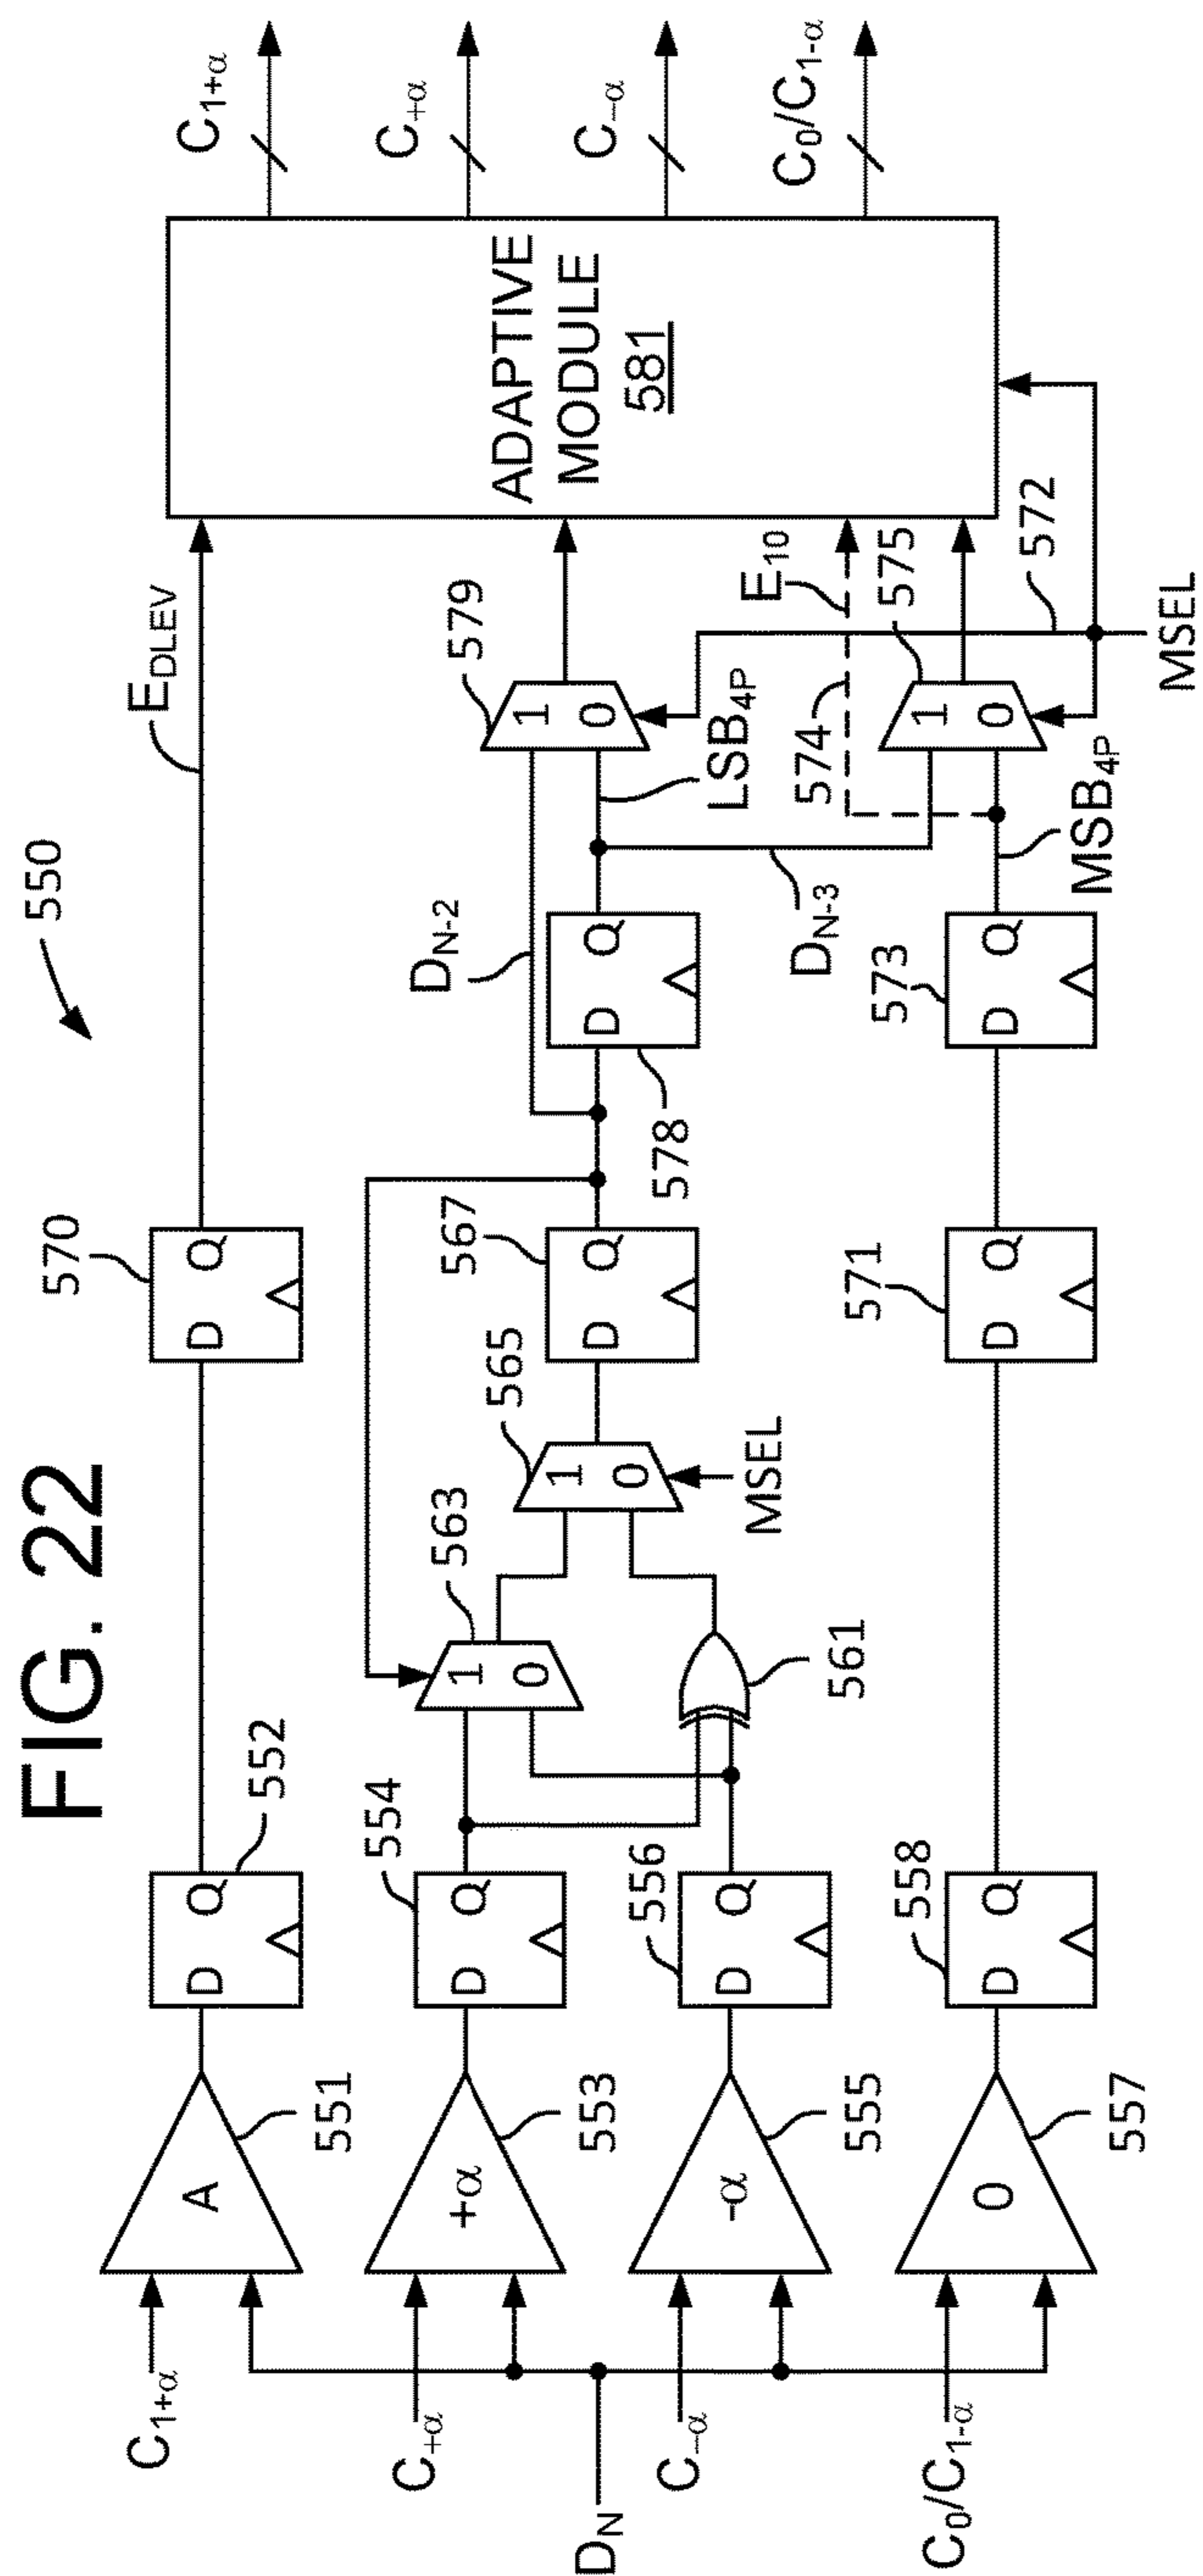 FIG. 22
550
C1+α
C+α
DN
C−α
C0/C1-α
A
551
+α
553
-α
555
0
557
D Q
552
D Q
554
D Q
556
D Q
558
1
0
563
561
1
0
565
MSEL
D Q
570
D Q
567
D Q
571
EDLEV
DN-2
D Q
578
DN-3
D Q
573
LSB4P
MSB4P
1
0
579
574
E10
1
0
575
572
MSEL
ADAPTIVE
MODULE
581
C1+α
C+α
C−α
C0/C1-α